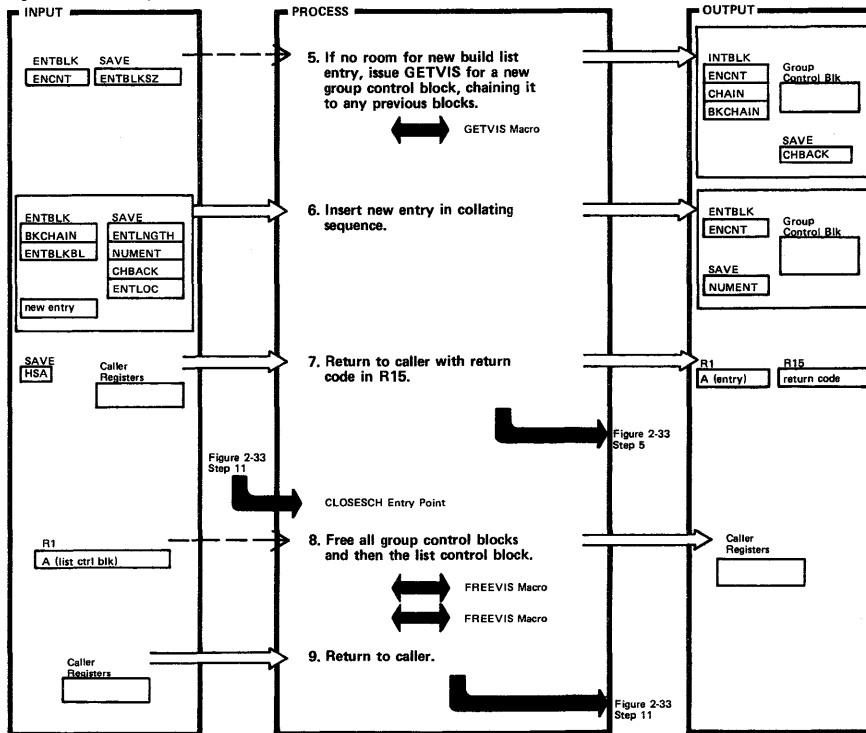 INPUT
PROCESS
OUTPUT
ENTBLK
ENCNT
SAVE
ENTBLKSZ
5. If no room for new build list
entry, issue GETVIS for a new
group control block, chaining it
to any previous blocks.
GETVIS Macro
INTBLK
ENCNT
CHAIN
BKCHAIN
Group
Control Blk
SAVE
CHBACK
ENTBLK
BKCHAIN
ENTBLKBL
SAVE
ENTLNGTH
NUMENT
CHBACK
ENTLOC
new entry
6. Insert new entry in collating
sequence.
ENTBLK
ENCNT
Group
Control Blk
SAVE
NUMENT
SAVE
HSA
Caller
Registers
7. Return to caller with return
code in R15.
R1
A (entry)
R15
return code
Figure 2-33
Step 5
Figure 2-33
Step 11
CLOSESCH Entry Point
R1
A (list ctrl blk)
8. Free all group control blocks
and then the list control block.
FREEVIS Macro
FREEVIS Macro
Caller
Registers
Caller
Registers
9. Return to caller.
Figure 2-33
Step 11